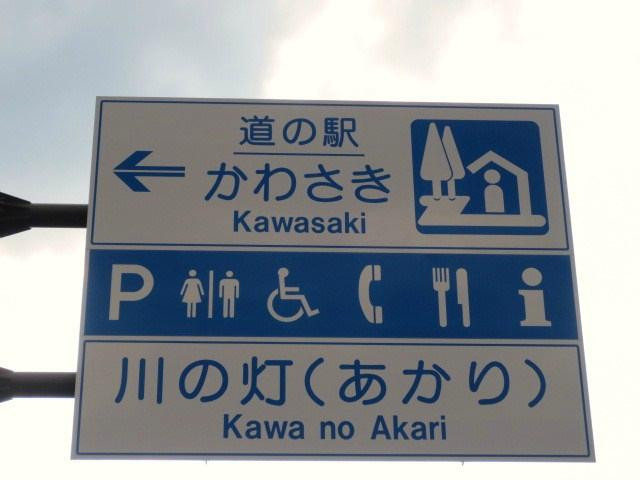 道の駅
かわさき
Kawasaki
P
川の灯(あかり)
Kawa no Akari